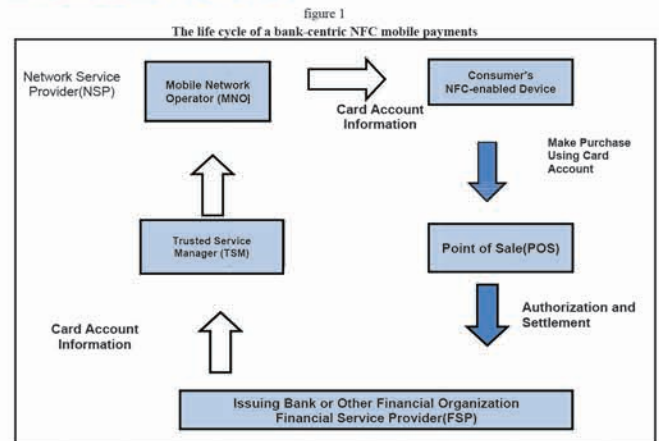 figure 1
The life cycle of a bank-centric NFC mobile payments
Network Service
Provider(NSP)
Mobile Network
Operator (MNO|
Card Account
Information
Consumer's
NFC-enabled Device
Make Purchase
Using Card
Account
Trusted Service
Manager (TSM)
Point of Sale(POS)
Card Account
Information
Authorization and
Settlement
Issuing Bank or Other Financial Organization
Financial Service Provider(FSP)